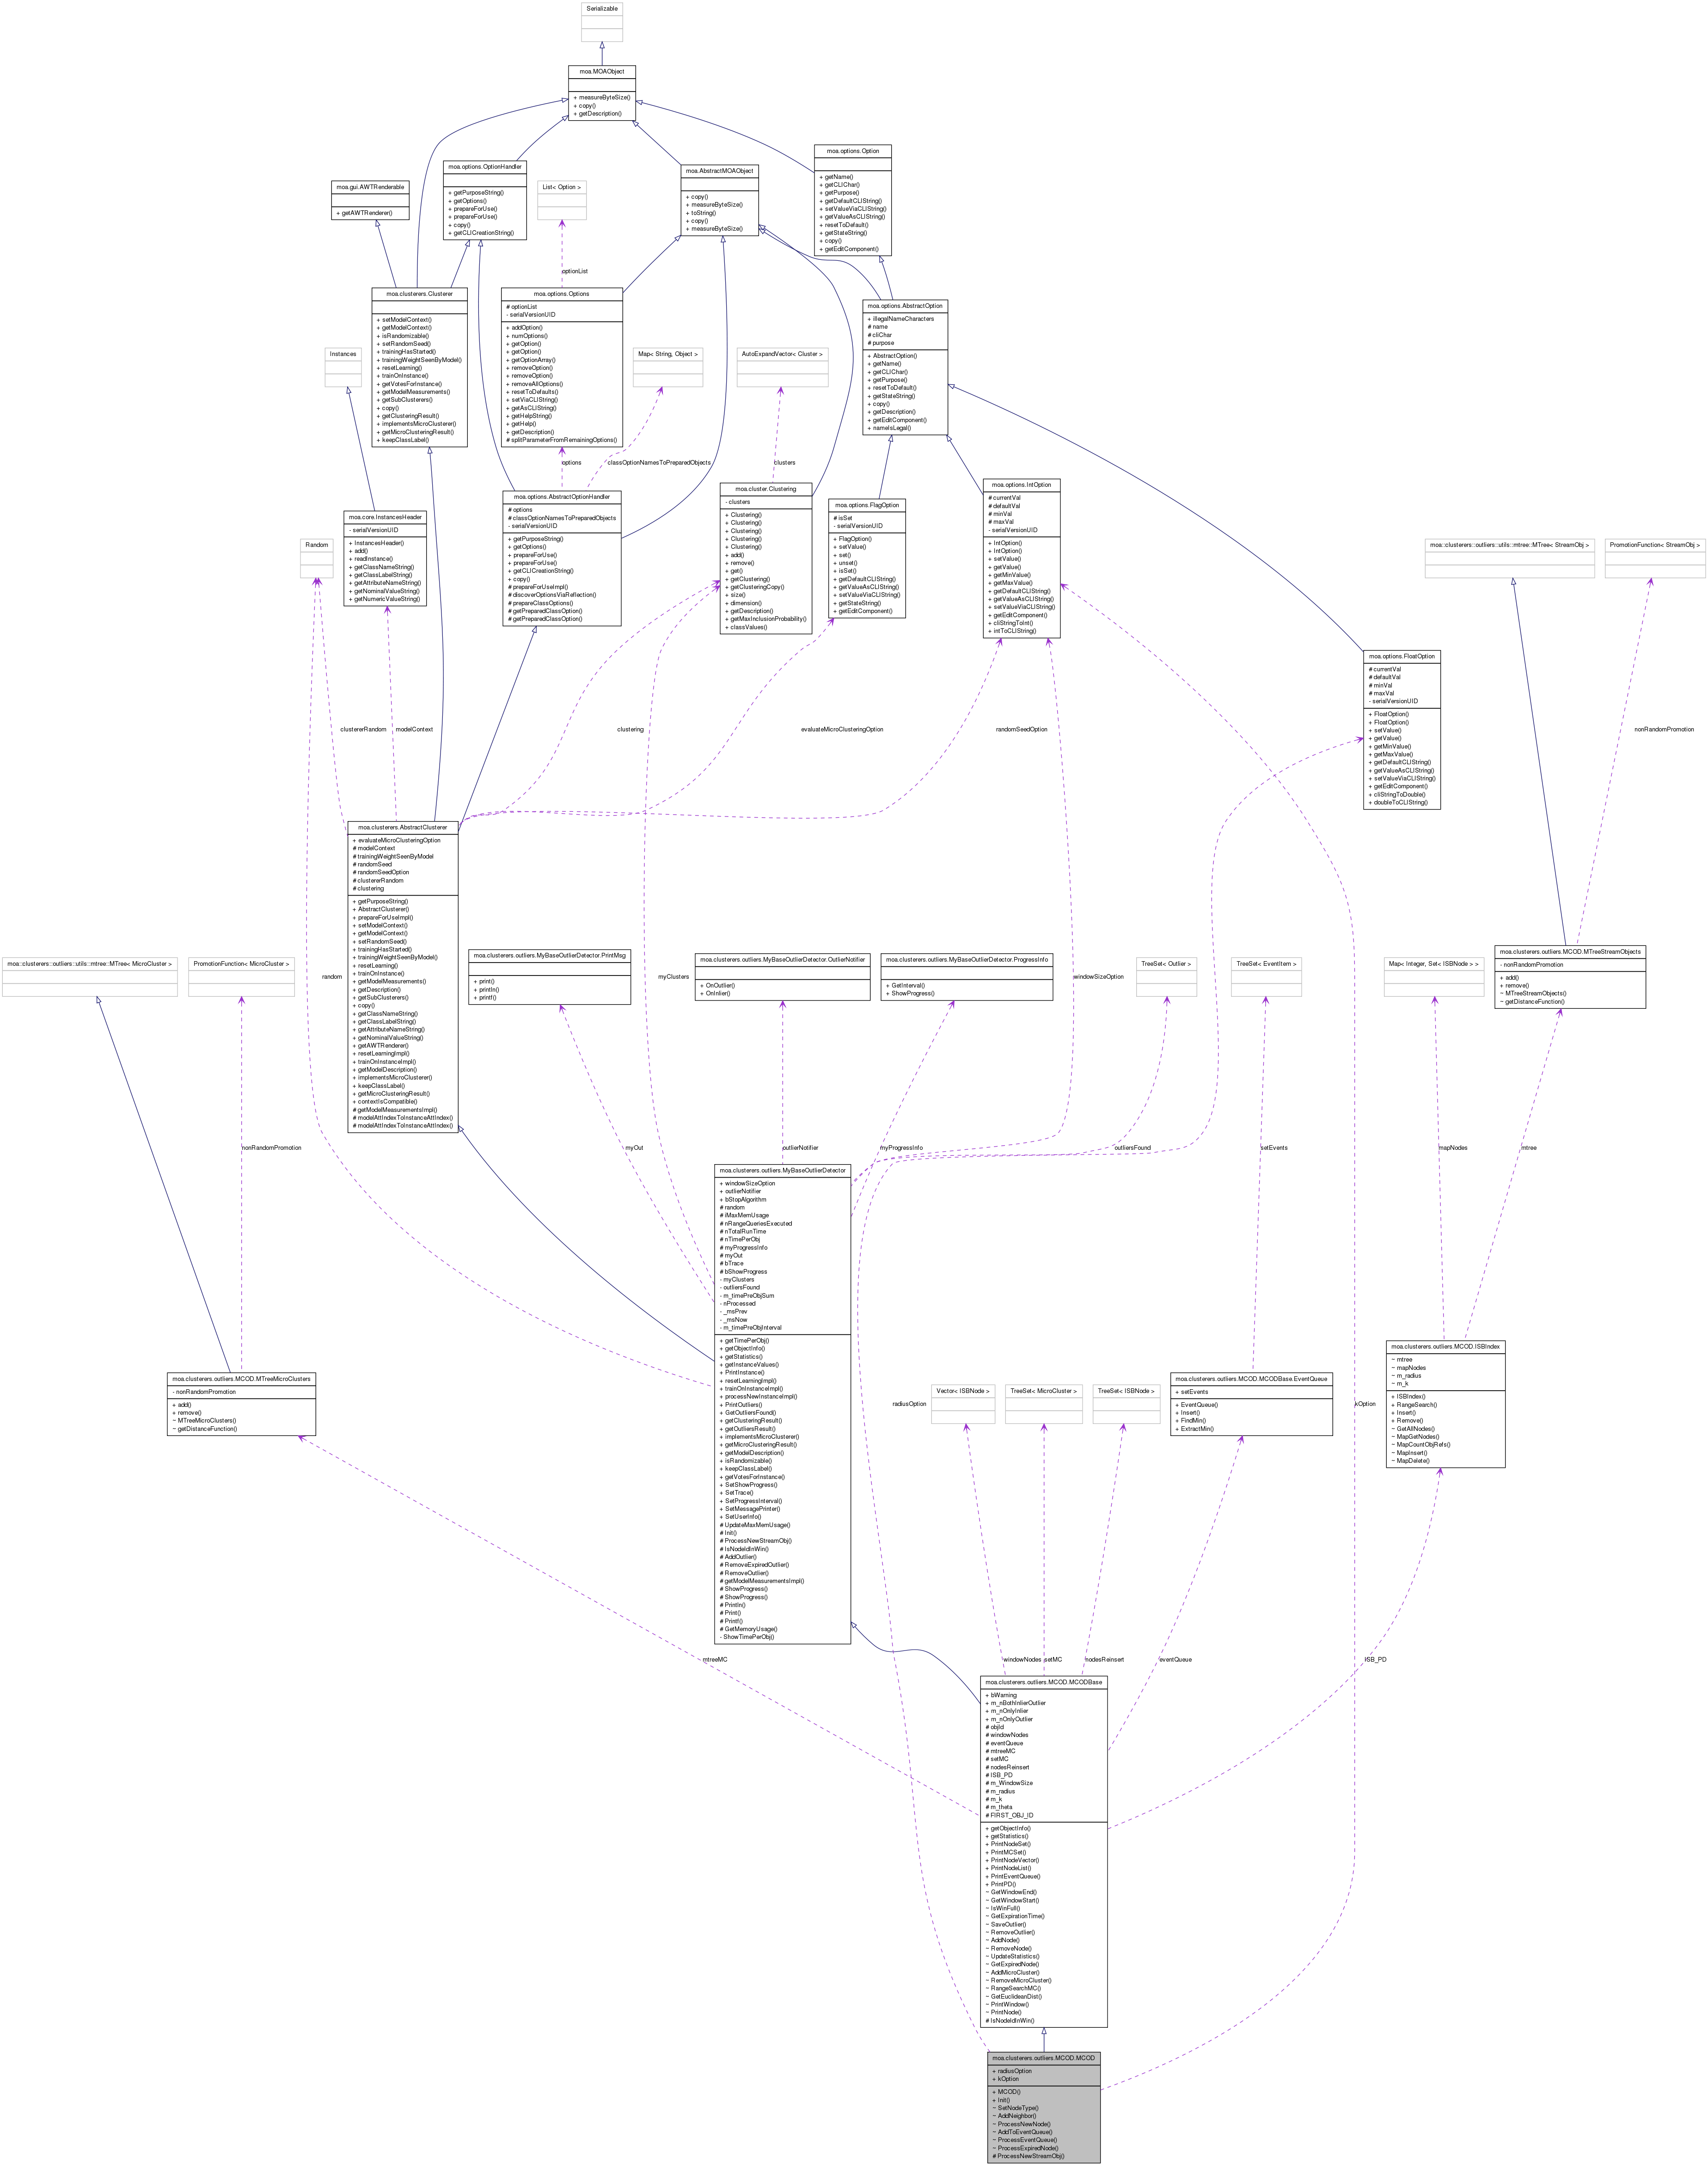 Serializable
moa.MOAObject
+ measureByteSize()
+ copy()
+ getDescription()
moa.options.Option
+ getName()
+ getCLIChar()
+ getPurpose()
+ getDefaultCLIString()
+ setValueViaCLIString()
+ getValueAsCLIString()
+ resetToDefault()
+ getStateString()
+ copy()
+ getEditComponent()
moa.options.OptionHandler
+ getPurposeString()
+ getOptions()
+ prepareForUse()
+ prepareForUse()
+ copy()
+ getCLICreationString()
moa.AbstractMOAObject
+ copy()
+ measureByteSize()
+ toString()
+ copy()
+ measureByteSize()
moa.gui.AWTRenderable
+ getAWTRenderer()
List< Option >
optionList
moa.clusterers.Clusterer
+ setModelContext()
+ getModelContext()
+ isRandomizable()
+ setRandomSeed()
+ trainingHasStarted()
+ trainingWeightSeenByModel()
+ resetLearning()
+ trainOnInstance()
+ getVotesForInstance()
+ getModelMeasurements()
+ getSubClusterers()
+ copy()
+ getClusteringResult()
+ implementsMicroClusterer()
+ getMicroClusteringResult()
+ keepClassLabel()
moa.options.Options
# optionList
- serialVersionUID
+ addOption()
+ numOptions()
+ getOption()
+ getOption()
+ getOptionArray()
+ removeOption()
+ removeOption()
+ removeAllOptions()
+ resetToDefaults()
+ setViaCLIString()
+ getAsCLIString()
+ getHelpString()
+ getHelp()
+ getDescription()
# splitParameterFromRemainingOptions()
moa.options.AbstractOption
+ illegalNameCharacters
# name
# cliChar
# purpose
+ AbstractOption()
+ getName()
+ getCLIChar()
+ getPurpose()
+ resetToDefault()
+ getStateString()
+ copy()
+ getDescription()
+ getEditComponent()
+ nameIsLegal()
Instances
Map< String, Object >
AutoExpandVector< Cluster >
options
classOptionNamesToPreparedObjects
clusters
moa.core.InstancesHeader
- serialVersionUID
+ InstancesHeader()
+ add()
+ readInstance()
+ getClassNameString()
+ getClassLabelString()
+ getAttributeNameString()
+ getNominalValueString()
+ getNumericValueString()
moa.options.AbstractOptionHandler
# options
# classOptionNamesToPreparedObjects
- serialVersionUID
+ getPurposeString()
+ getOptions()
+ prepareForUse()
+ prepareForUse()
+ getCLICreationString()
+ copy()
# prepareForUseImpl()
# discoverOptionsViaReflection()
# prepareClassOptions()
# getPreparedClassOption()
# getPreparedClassOption()
moa.cluster.Clustering
- clusters
+ Clustering()
+ Clustering()
+ Clustering()
+ Clustering()
+ Clustering()
+ add()
+ remove()
+ get()
+ getClustering()
+ getClusteringCopy()
+ size()
+ dimension()
+ getDescription()
+ getMaxInclusionProbability()
+ classValues()
moa.options.FlagOption
# isSet
- serialVersionUID
+ FlagOption()
+ setValue()
+ set()
+ unset()
+ isSet()
+ getDefaultCLIString()
+ getValueAsCLIString()
+ setValueViaCLIString()
+ getStateString()
+ getEditComponent()
moa.options.IntOption
# currentVal
# defaultVal
# minVal
# maxVal
- serialVersionUID
+ IntOption()
+ IntOption()
+ setValue()
+ getValue()
+ getMinValue()
+ getMaxValue()
+ getDefaultCLIString()
+ getValueAsCLIString()
+ setValueViaCLIString()
+ getEditComponent()
+ cliStringToInt()
+ intToCLIString()
Random
moa::clusterers::outliers::utils::mtree::MTree< StreamObj >
PromotionFunction< StreamObj >
moa.options.FloatOption
# currentVal
# defaultVal
# minVal
# maxVal
- serialVersionUID
+ FloatOption()
+ FloatOption()
+ setValue()
+ getValue()
+ getMinValue()
+ getMaxValue()
+ getDefaultCLIString()
+ getValueAsCLIString()
+ setValueViaCLIString()
+ getEditComponent()
+ cliStringToDouble()
+ doubleToCLIString()
clustererRandom
modelContext
clustering
evaluateMicroClusteringOption
randomSeedOption
nonRandomPromotion
moa.clusterers.AbstractClusterer
+ evaluateMicroClusteringOption
# modelContext
# trainingWeightSeenByModel
# randomSeed
# randomSeedOption
# clustererRandom
# clustering
+ getPurposeString()
+ AbstractClusterer()
+ prepareForUseImpl()
+ setModelContext()
+ getModelContext()
+ setRandomSeed()
+ trainingHasStarted()
+ trainingWeightSeenByModel()
+ resetLearning()
+ trainOnInstance()
+ getModelMeasurements()
+ getDescription()
+ getSubClusterers()
+ copy()
+ getClassNameString()
+ getClassLabelString()
+ getAttributeNameString()
+ getNominalValueString()
+ getAWTRenderer()
+ resetLearningImpl()
+ trainOnInstanceImpl()
+ getModelDescription()
+ implementsMicroClusterer()
+ keepClassLabel()
+ getMicroClusteringResult()
+ contextIsCompatible()
# getModelMeasurementsImpl()
# modelAttIndexToInstanceAttIndex()
# modelAttIndexToInstanceAttIndex()
moa::clusterers::outliers::utils::mtree::MTree< MicroCluster >
PromotionFunction< MicroCluster >
random
moa.clusterers.outliers.MyBaseOutlierDetector.PrintMsg
+ print()
+ println()
+ printf()
myClusters
moa.clusterers.outliers.MyBaseOutlierDetector.OutlierNotifier
+ OnOutlier()
+ OnInlier()
moa.clusterers.outliers.MyBaseOutlierDetector.ProgressInfo
+ GetInterval()
+ ShowProgress()
windowSizeOption
TreeSet< Outlier >
TreeSet< EventItem >
Map< Integer, Set< ISBNode > >
moa.clusterers.outliers.MCOD.MTreeStreamObjects
- nonRandomPromotion
+ add()
+ remove()
~ MTreeStreamObjects()
~ getDistanceFunction()
nonRandomPromotion
myOut
outlierNotifier
myProgressInfo
outliersFound
setEvents
mapNodes
mtree
moa.clusterers.outliers.MyBaseOutlierDetector
+ windowSizeOption
+ outlierNotifier
+ bStopAlgorithm
# random
# iMaxMemUsage
# nRangeQueriesExecuted
# nTotalRunTime
# nTimePerObj
# myProgressInfo
# myOut
# bTrace
# bShowProgress
- myClusters
- outliersFound
- m_timePreObjSum
- nProcessed
- _msPrev
- _msNow
- m_timePreObjInterval
+ getTimePerObj()
+ getObjectInfo()
+ getStatistics()
+ getInstanceValues()
+ PrintInstance()
+ resetLearningImpl()
+ trainOnInstanceImpl()
+ processNewInstanceImpl()
+ PrintOutliers()
+ GetOutliersFound()
+ getClusteringResult()
+ getOutliersResult()
+ implementsMicroClusterer()
+ getMicroClusteringResult()
+ getModelDescription()
+ isRandomizable()
+ keepClassLabel()
+ getVotesForInstance()
+ SetShowProgress()
+ SetTrace()
+ SetProgressInterval()
+ SetMessagePrinter()
+ SetUserInfo()
# UpdateMaxMemUsage()
# Init()
# ProcessNewStreamObj()
# IsNodeIdInWin()
# AddOutlier()
# RemoveExpiredOutlier()
# RemoveOutlier()
# getModelMeasurementsImpl()
# ShowProgress()
# ShowProgress()
# Println()
# Print()
# Printf()
# GetMemoryUsage()
- ShowTimePerObj()
moa.clusterers.outliers.MCOD.MTreeMicroClusters
- nonRandomPromotion
+ add()
+ remove()
~ MTreeMicroClusters()
~ getDistanceFunction()
radiusOption
Vector< ISBNode >
TreeSet< MicroCluster >
TreeSet< ISBNode >
moa.clusterers.outliers.MCOD.MCODBase.EventQueue
+ setEvents
+ EventQueue()
+ Insert()
+ FindMin()
+ ExtractMin()
kOption
moa.clusterers.outliers.MCOD.ISBIndex
~ mtree
~ mapNodes
~ m_radius
~ m_k
+ ISBIndex()
+ RangeSearch()
+ Insert()
+ Remove()
~ GetAllNodes()
~ MapGetNodes()
~ MapCountObjRefs()
~ MapInsert()
~ MapDelete()
mtreeMC
windowNodes
setMC
nodesReinsert
eventQueue
ISB_PD
moa.clusterers.outliers.MCOD.MCODBase
+ bWarning
+ m_nBothInlierOutlier
+ m_nOnlyInlier
+ m_nOnlyOutlier
# objId
# windowNodes
# eventQueue
# mtreeMC
# setMC
# nodesReinsert
# ISB_PD
# m_WindowSize
# m_radius
# m_k
# m_theta
# FIRST_OBJ_ID
+ getObjectInfo()
+ getStatistics()
+ PrintNodeSet()
+ PrintMCSet()
+ PrintNodeVector()
+ PrintNodeList()
+ PrintEventQueue()
+ PrintPD()
~ GetWindowEnd()
~ GetWindowStart()
~ IsWinFull()
~ GetExpirationTime()
~ SaveOutlier()
~ RemoveOutlier()
~ AddNode()
~ RemoveNode()
~ UpdateStatistics()
~ GetExpiredNode()
~ AddMicroCluster()
~ RemoveMicroCluster()
~ RangeSearchMC()
~ GetEuclideanDist()
~ PrintWindow()
~ PrintNode()
# IsNodeIdInWin()
moa.clusterers.outliers.MCOD.MCOD
+ radiusOption
+ kOption
+ MCOD()
+ Init()
~ SetNodeType()
~ AddNeighbor()
~ ProcessNewNode()
~ AddToEventQueue()
~ ProcessEventQueue()
~ ProcessExpiredNode()
# ProcessNewStreamObj()